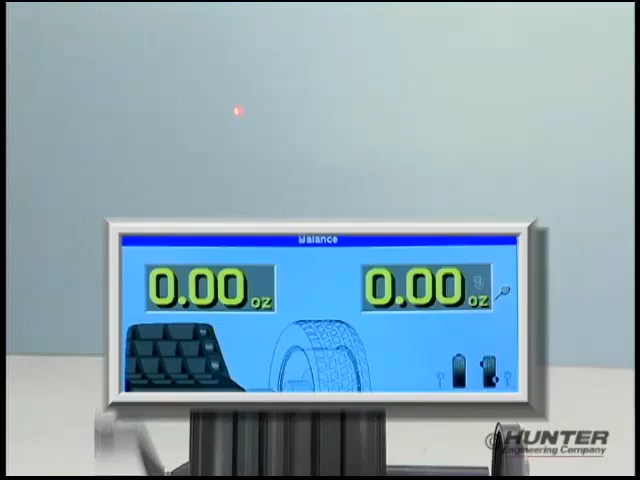 Balance
0.00 oz
0.00 oz
g
© HUNTER
Engineering Company